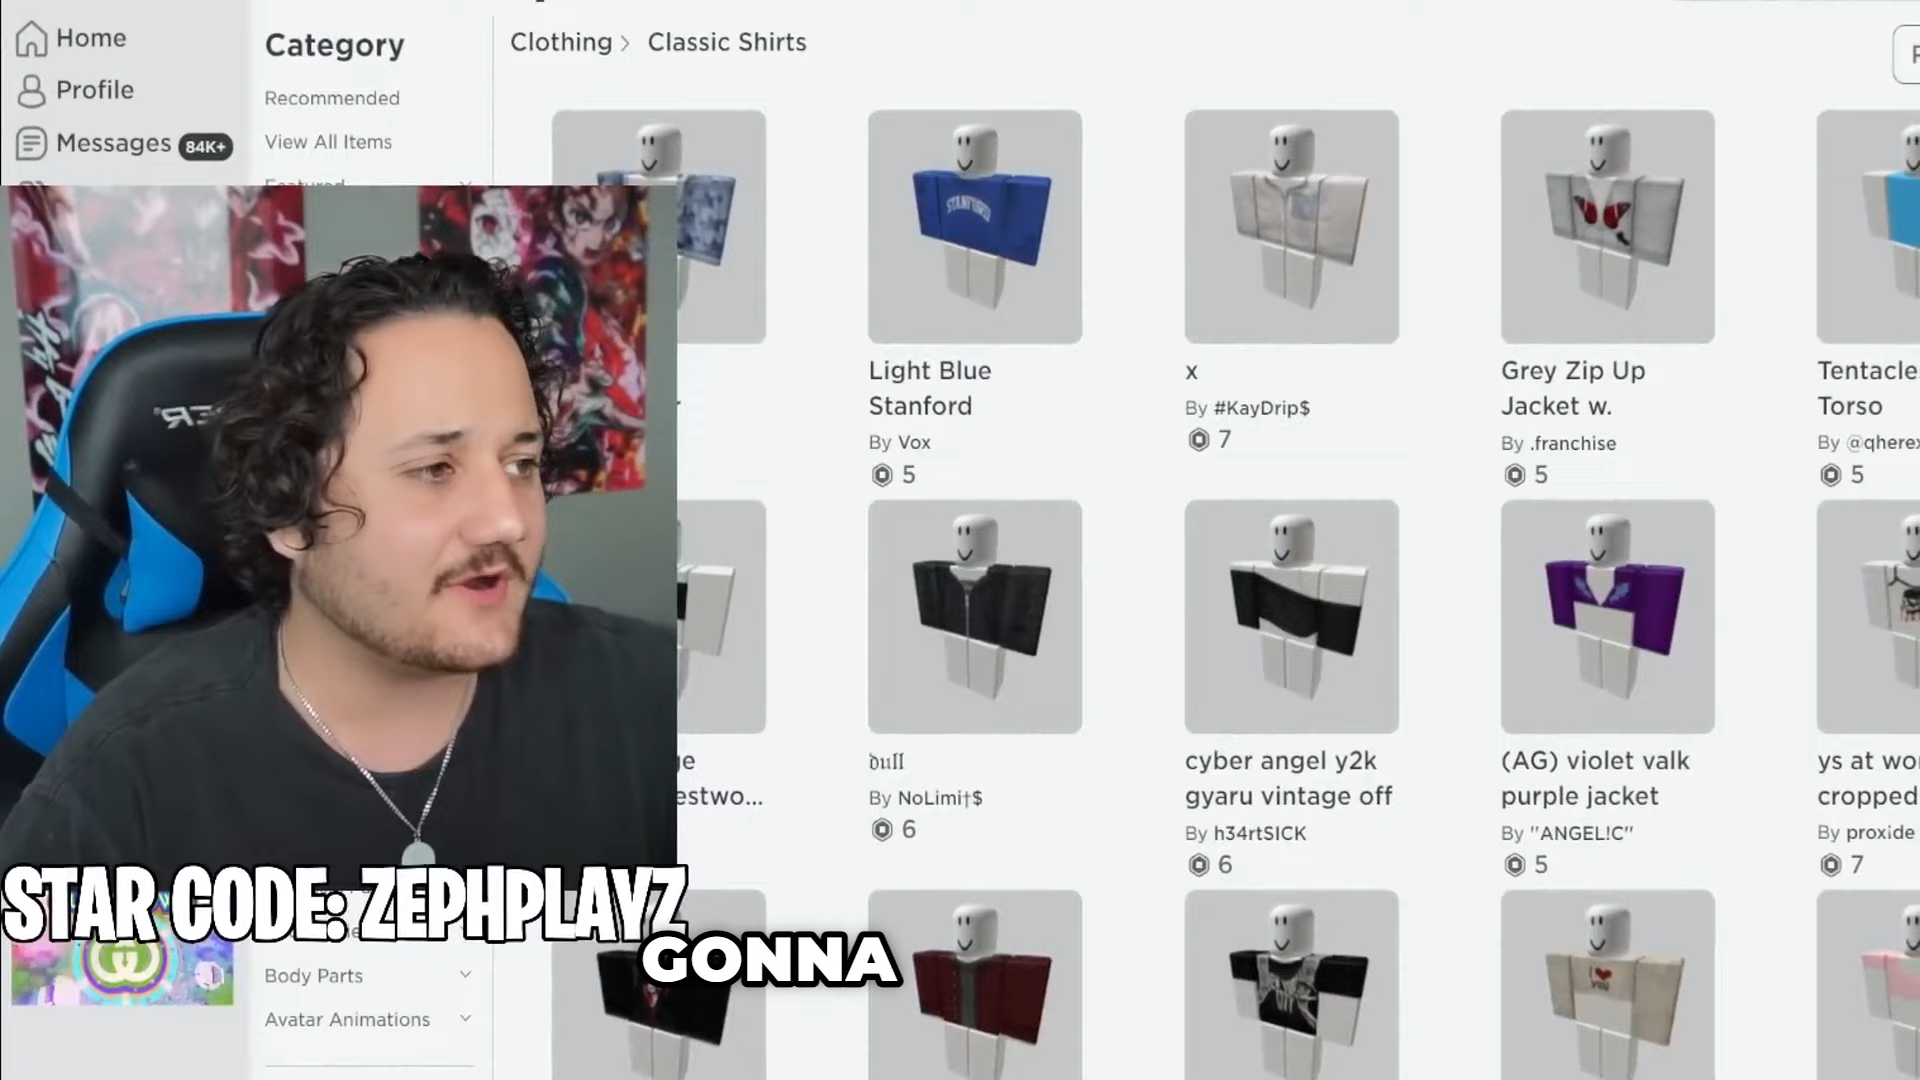 Home
Profile
Messages 84K+
Category
Recommended
View All Items
Clothing > Classic Shirts
STANFORD
Light Blue
Stanford
By Vox
5
x
By #KayDrip$
7
Grey Zip Up
Jacket w.
By .franchise
5
Tentacle
Torso
By @qherex
5
estwo...
dull
By NoLimi†$
6
cyber angel y2k
gyaru vintage off
By h34rtSICK
6
(AG) violet valk
purple jacket
By "ANGEL!C"
5
ys at wo
cropped
By proxide
7
STAR CODE: ZEPHPLAYZ
GONNA
Body Parts
Avatar Animations
I ❤
YOU